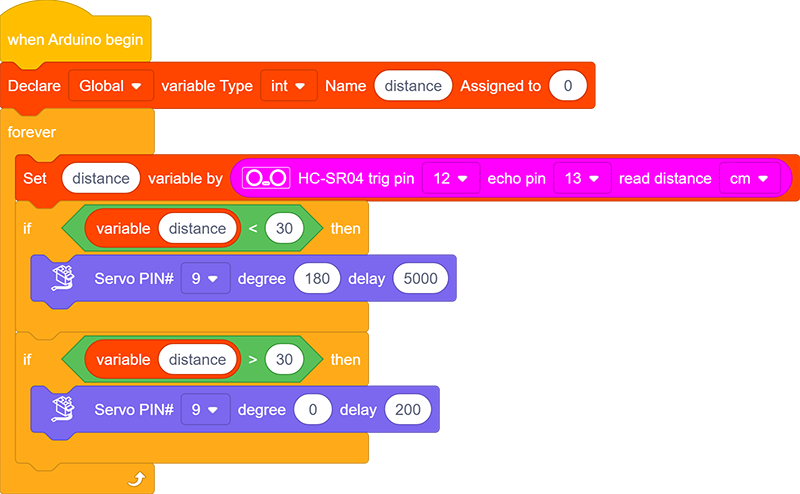 when Arduino begin
Declare Global variable Type int Name distance Assigned to 0
forever
Set distance variable by HC-SR04 trig pin 12 echo pin 13 read distance cm
if variable distance < 30 then
Servo PIN# 9 degree 180 delay 5000
if variable distance > 30 then
Servo PIN# 9 degree 0 delay 200